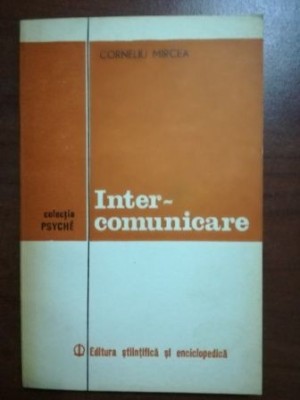 CORNELIU MIRCEA
Inter-
comunicare
colecția
PSYCHÉ
Editura științifică și enciclopedică